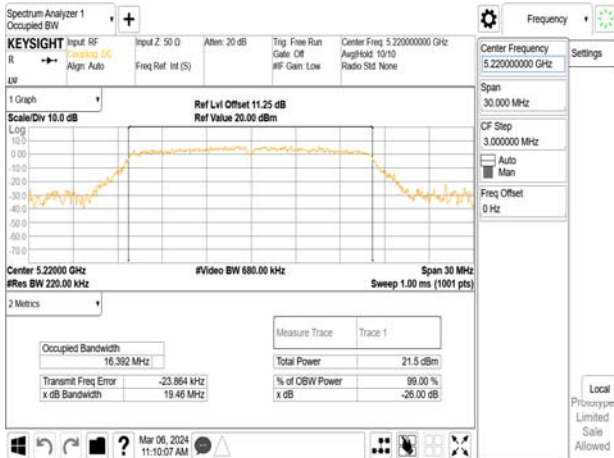 Spectrum Analyzer 1
Occupied BW
KEYSIGHT
R
Input: RF
Coupling: DC
Align: Auto
Input Z: 50 Ω
Freq Ref: Int (S)
Atten: 20 dB
Trig: Free Run
Gate: Off
#IF Gain: Low
Center Freq: 5.220000000 GHz
Avg|Hold: 10/10
Radio Std: None
1 Graph
Scale/Div 10.0 dB
Ref Lvl Offset 11.25 dB
Ref Value 20.00 dBm
Log
10.0
0.00
-10.0
-20.0
-30.0
-40.0
-50.0
-60.0
-70.0
Center 5.22000 GHz
#Video BW 680.00 kHz
Span 30 MHz
#Res BW 220.00 kHz
Sweep 1.00 ms (1001 pts)
2 Metrics
Measure Trace
Trace 1
Occupied Bandwidth
16.392 MHz
Total Power
21.5 dBm
Transmit Freq Error
-23.864 kHz
% of OBW Power
99.00 %
x dB Bandwidth
19.46 MHz
x dB
-26.00 dB
Mar 06, 2024
11:10:07 AM
Frequency
Center Frequency
5.220000000 GHz
Settings
Span
30.000 MHz
CF Step
3.000000 MHz
Auto
Man
Freq Offset
0 Hz
Local
Prototype
Limited
Sale
Allowed